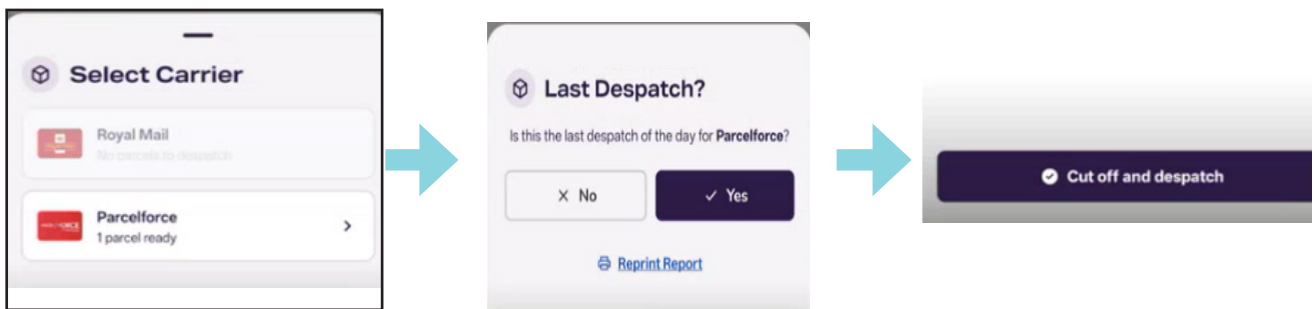 Select Carrier
Royal Mail
No parcels to despatch
Parcelforce
1 parcel ready
Last Despatch?
Is this the last despatch of the day for Parcelforce?
No
Yes
Reprint Report
Cut off and despatch